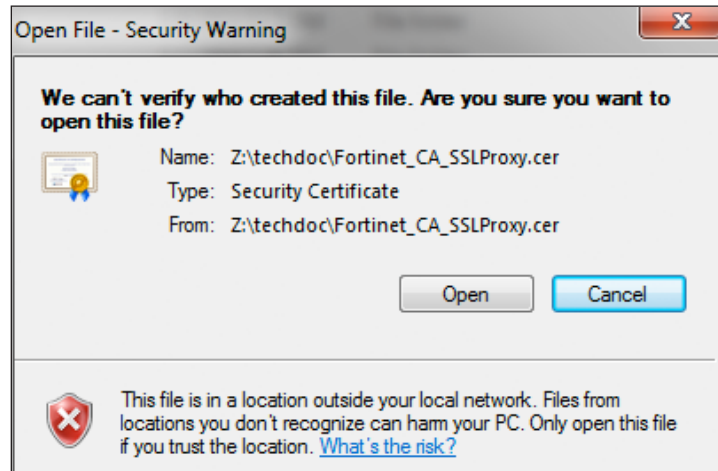 Open File - Security Warning
We can't verify who created this file. Are you sure you want to
open this file?
Name: Z:\techdoc\Fortinet_CA_SSLProxy.cer
Type: Security Certificate
From: Z:\techdoc\Fortinet_CA_SSLProxy.cer
Open Cancel
This file is in a location outside your local network. Files from
locations you don't recognize can harm your PC. Only open this file
if you trust the location. What's the risk?